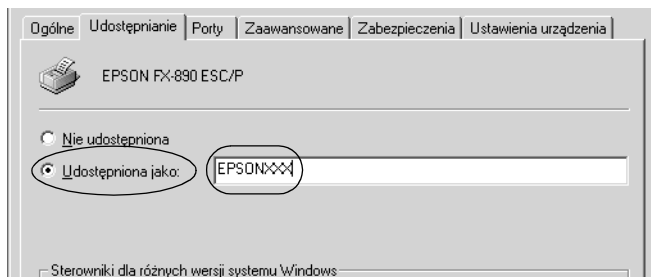 Ogólne Udostępnianie Porty Zaawansowane Zabezpieczenia Ustawienia urządzenia
EPSON FX-890 ESC/P
Nie udostępniona
Udostępniona jako: EPSONXXX
Sterowniki dla różnych wersji systemu Windows